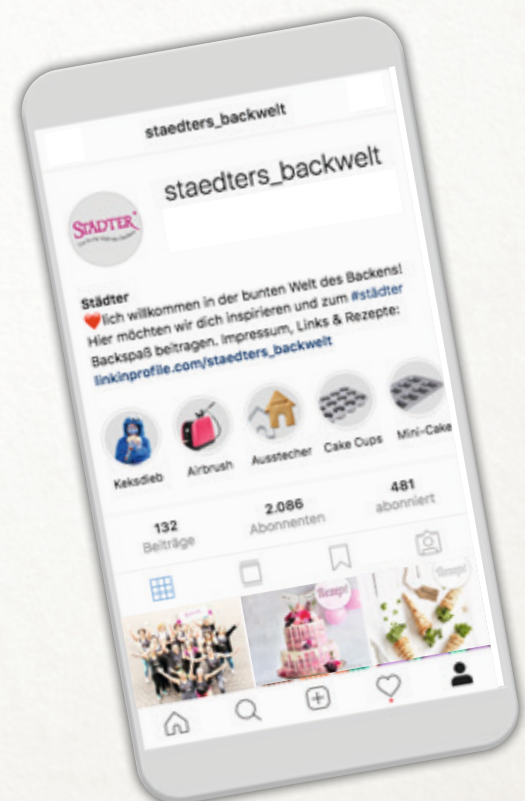 staedters_backwelt
staedters_backwelt
STÄDTER
Städter
❤️lich willkommen in der bunten Welt des Backens!
Hier möchten wir dich inspirieren und zum #städter
Backspaß beitragen. Impressum, Links & Rezepte:
linkinprofile.com/staedters_backwelt
Keksdieb Airbrush Ausstecher Cake Cups Mini-Cake
132 2.086 481
Beiträge Abonnenten abonniert
Rezept Rezept